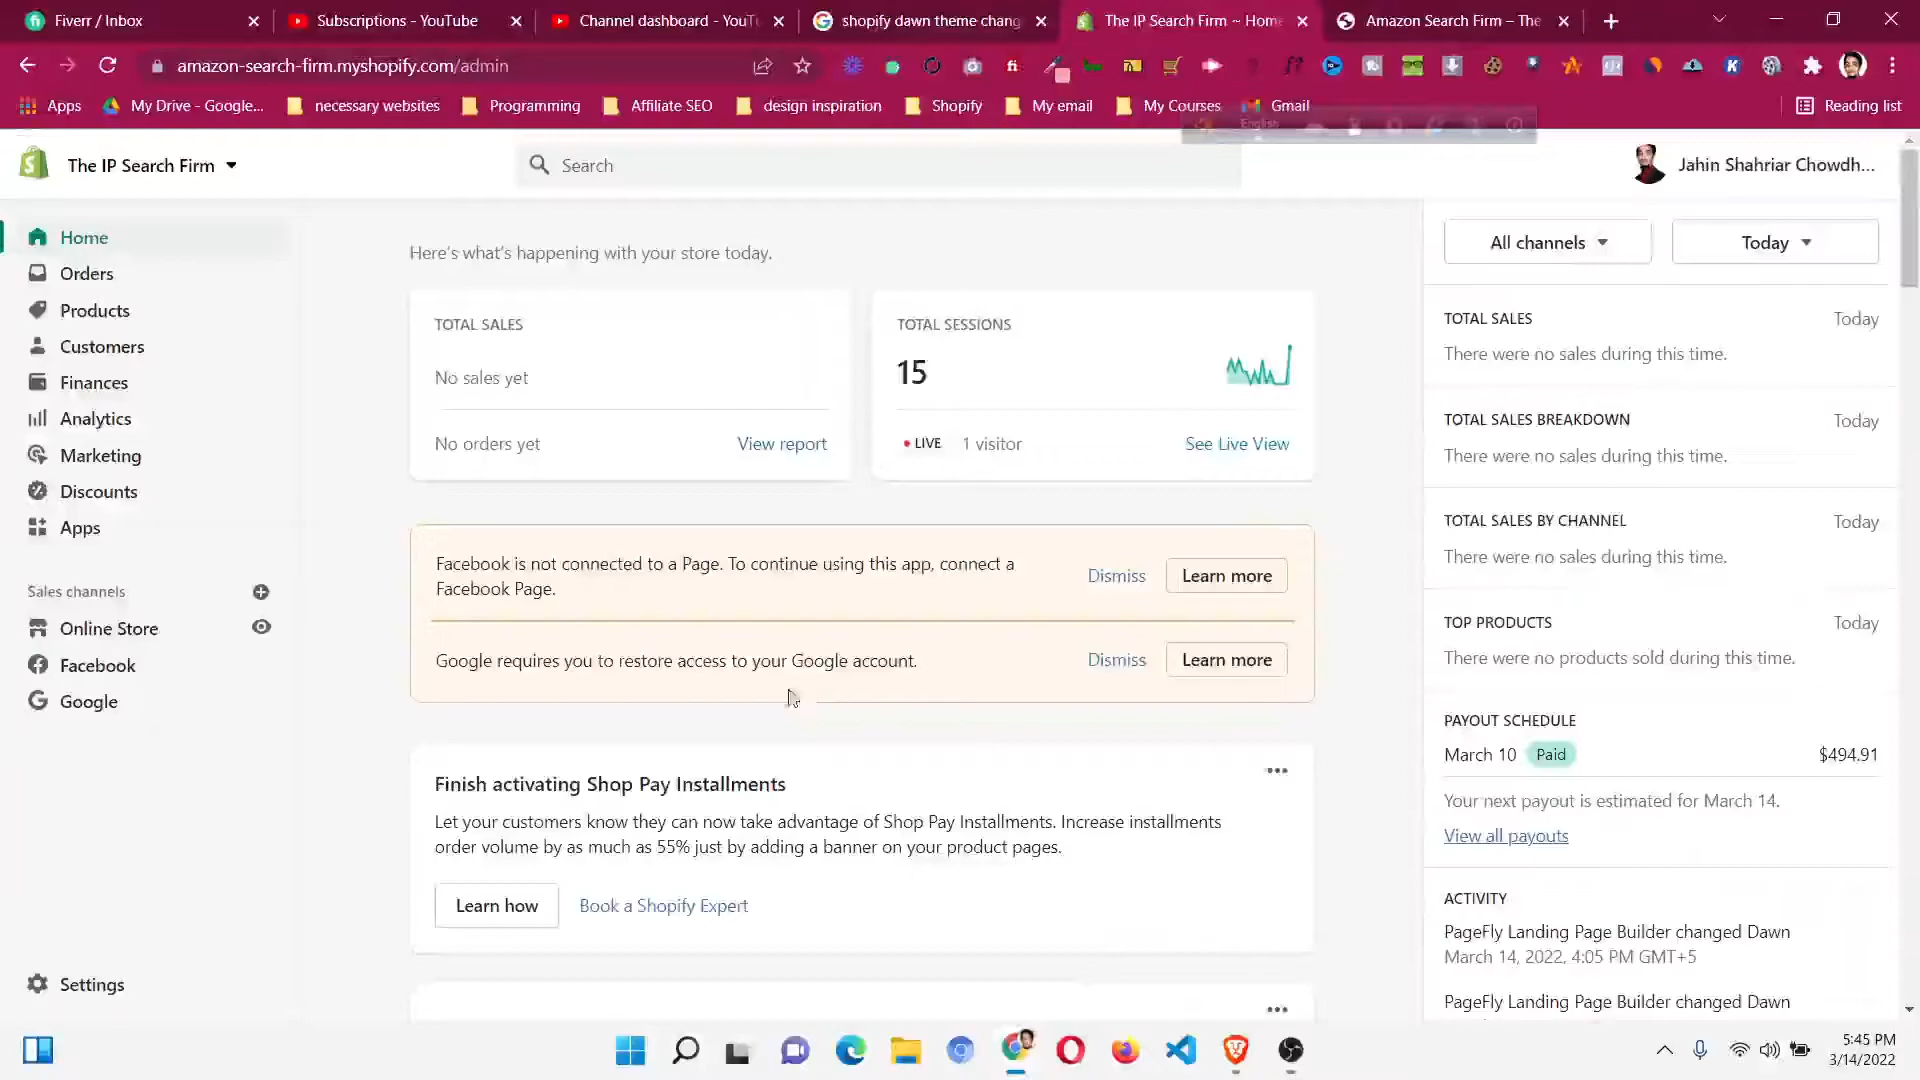 Fiverr / Inbox
Subscriptions - YouTube
Channel dashboard - YouTu
shopify dawn theme chang
The IP Search Firm ~ Home
Amazon Search Firm – The
amazon-search-firm.myshopify.com/admin
Apps
My Drive - Google...
necessary websites
Programming
Affiliate SEO
design inspiration
Shopify
My email
My Courses
Gmail
Reading list
English
The IP Search Firm
Search
Jahin Shahriar Chowdh...
Home
Orders
Products
Customers
Finances
Analytics
Marketing
Discounts
Apps
Sales channels
Online Store
Facebook
Google
Settings
Here's what's happening with your store today.
TOTAL SALES
No sales yet
No orders yet
View report
TOTAL SESSIONS
15
LIVE
1 visitor
See Live View
Facebook is not connected to a Page. To continue using this app, connect a
Facebook Page.
Dismiss
Learn more
Google requires you to restore access to your Google account.
Dismiss
Learn more
Finish activating Shop Pay Installments
Let your customers know they can now take advantage of Shop Pay Installments. Increase installments
order volume by as much as 55% just by adding a banner on your product pages.
Learn how
Book a Shopify Expert
All channels
Today
TOTAL SALES
Today
There were no sales during this time.
TOTAL SALES BREAKDOWN
Today
There were no sales during this time.
TOTAL SALES BY CHANNEL
Today
There were no sales during this time.
TOP PRODUCTS
Today
There were no products sold during this time.
PAYOUT SCHEDULE
March 10
Paid
$494.91
Your next payout is estimated for March 14.
View all payouts
ACTIVITY
PageFly Landing Page Builder changed Dawn
March 14, 2022, 4:05 PM GMT+5
PageFly Landing Page Builder changed Dawn
5:45 PM
3/14/2022